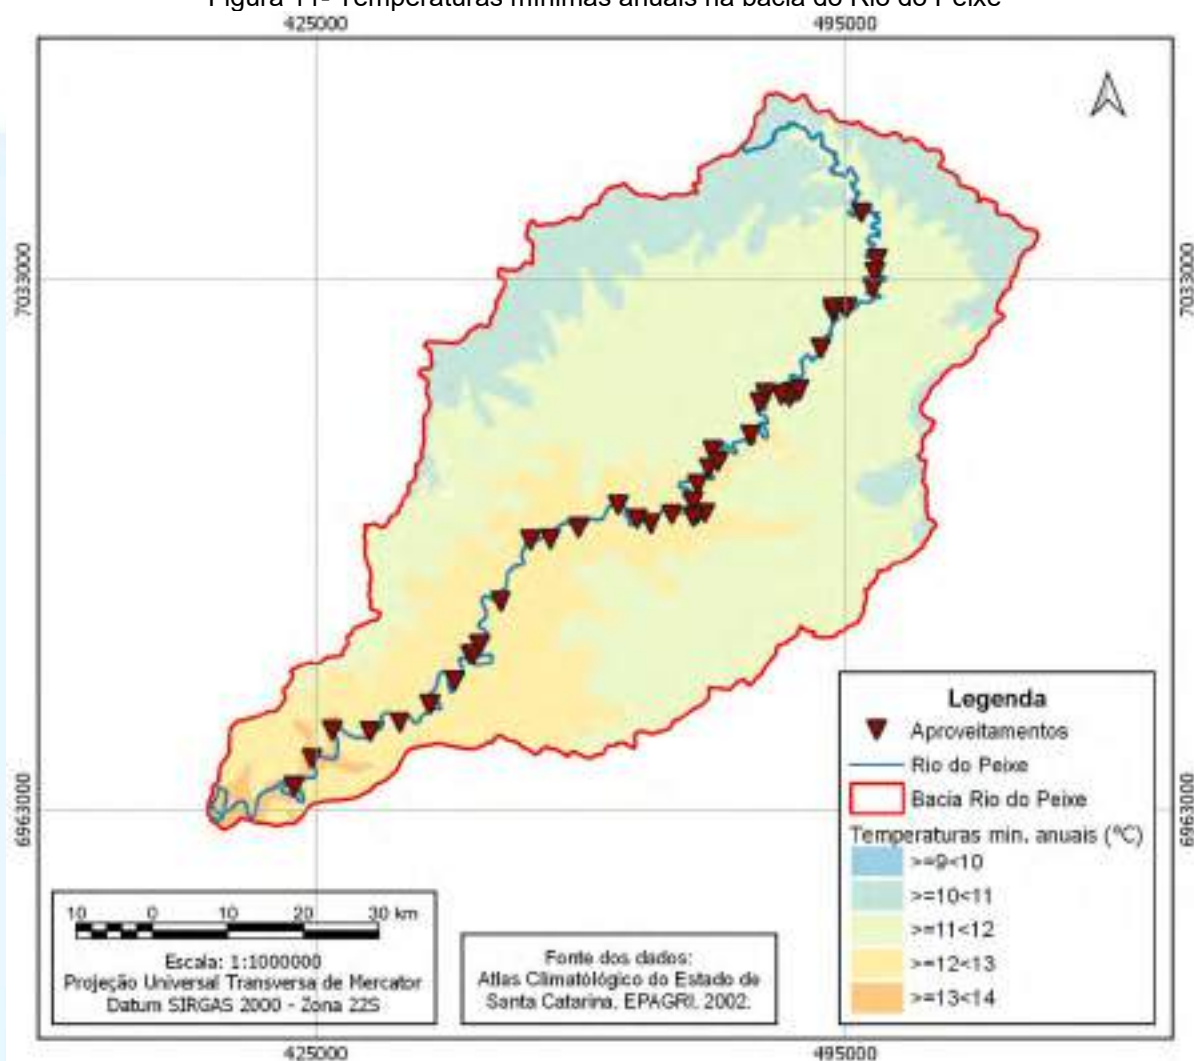 Figura 11- Temperaturas mínimas anuais na bacia do Rio do Peixe
425000
495000
7033000
7033000
6963000
6963000
Legenda
Aproveitamentos
Rio do Peixe
Bacia Rio do Peixe
Temperaturas min. anuais (ºC)
>=9<10
>=10<11
>=11<12
>=12<13
>=13<14
10 0 10 20 30 km
Escala: 1:1000000
Projeção Universal Transversa de Mercator
Datum SIRGAS 2000 - Zona 22S
Fonte dos dados:
Atlas Climatólógico do Estado de
Santa Catarina, EPAGRI, 2002.
425000
495000